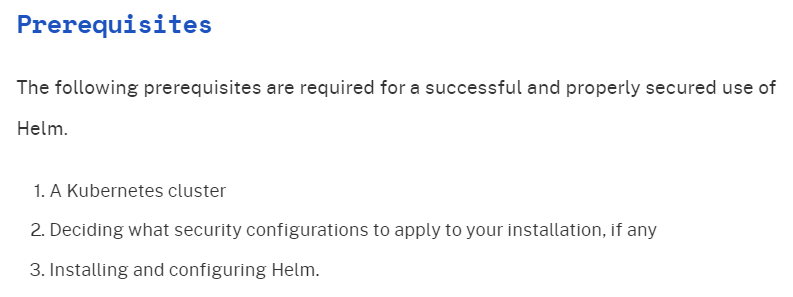 Prerequisites
The following prerequisites are required for a successful and properly secured use of
Helm.
1. A Kubernetes cluster
2. Deciding what security configurations to apply to your installation, if any
3. Installing and configuring Helm.